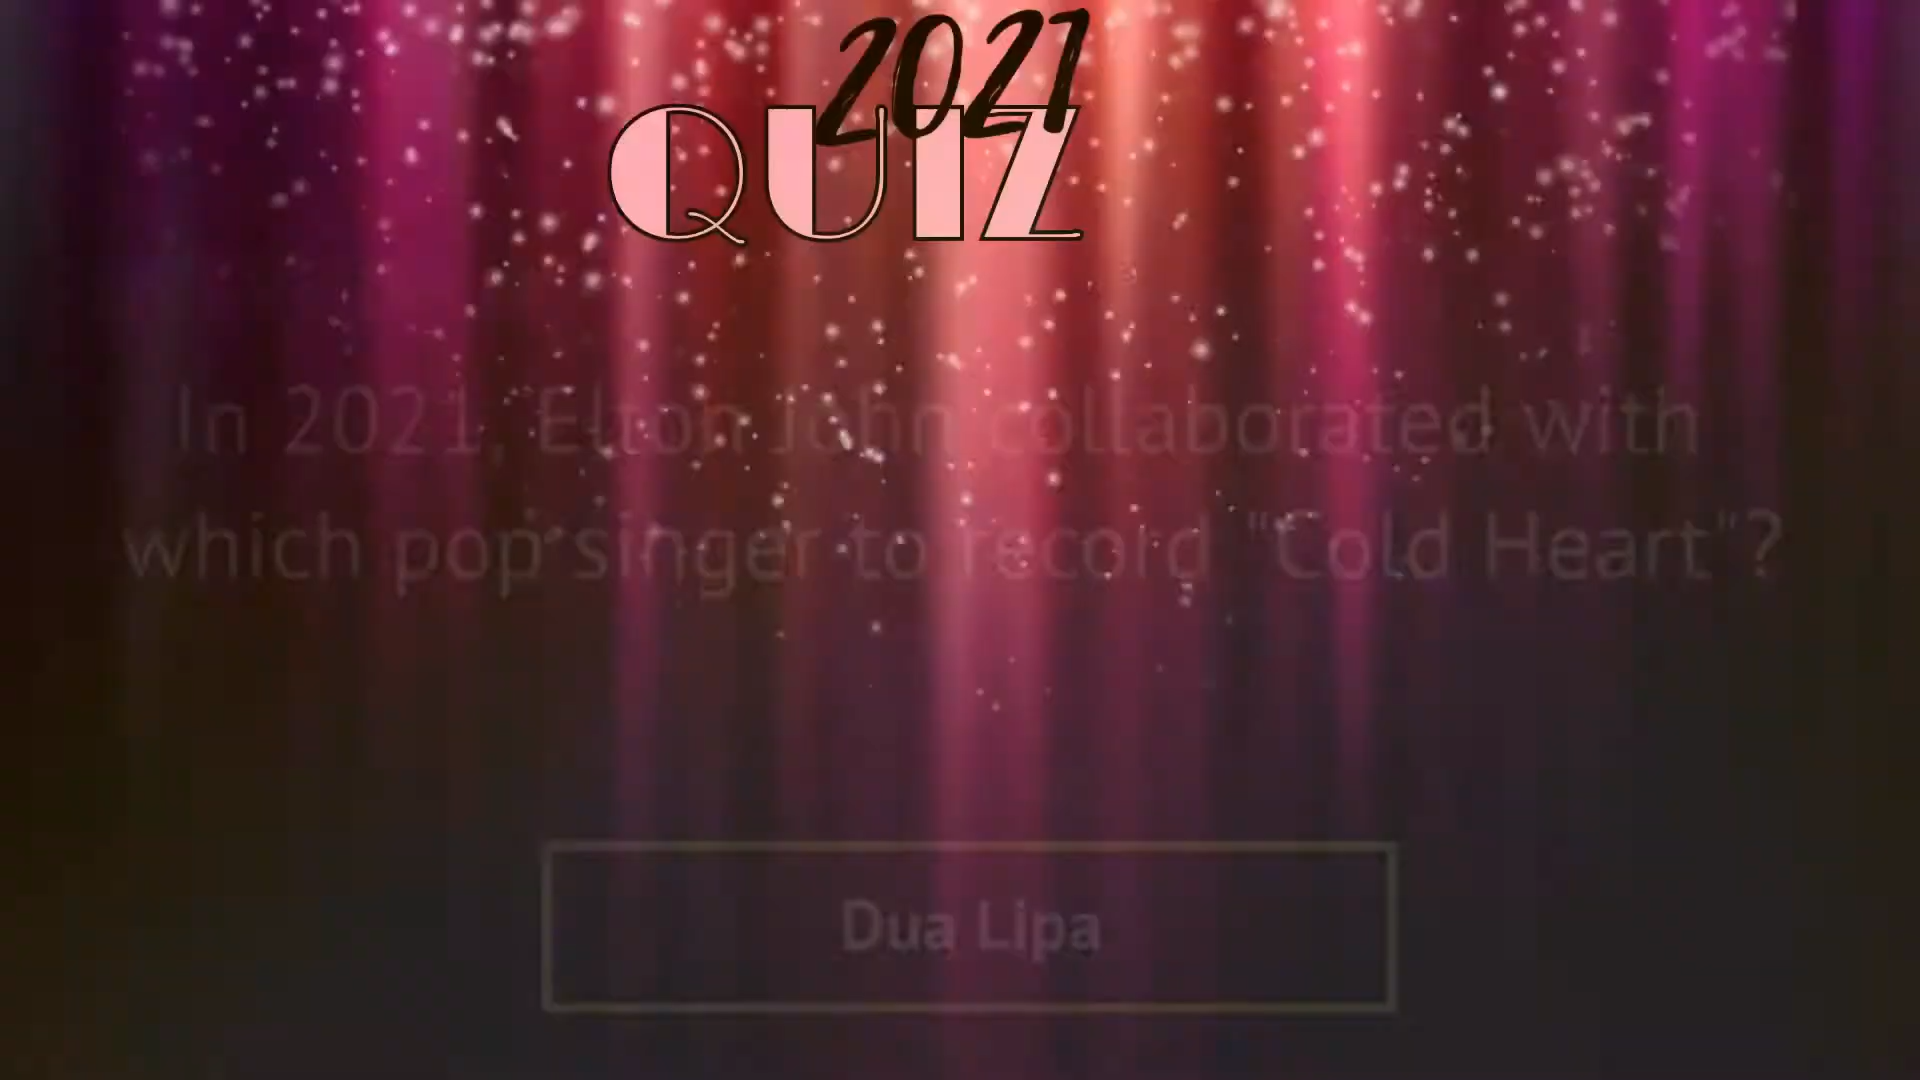 2021
QUIZ
In 2021, Elton John collaborated with
which pop singer to record "Cold Heart"?
Dua Lipa